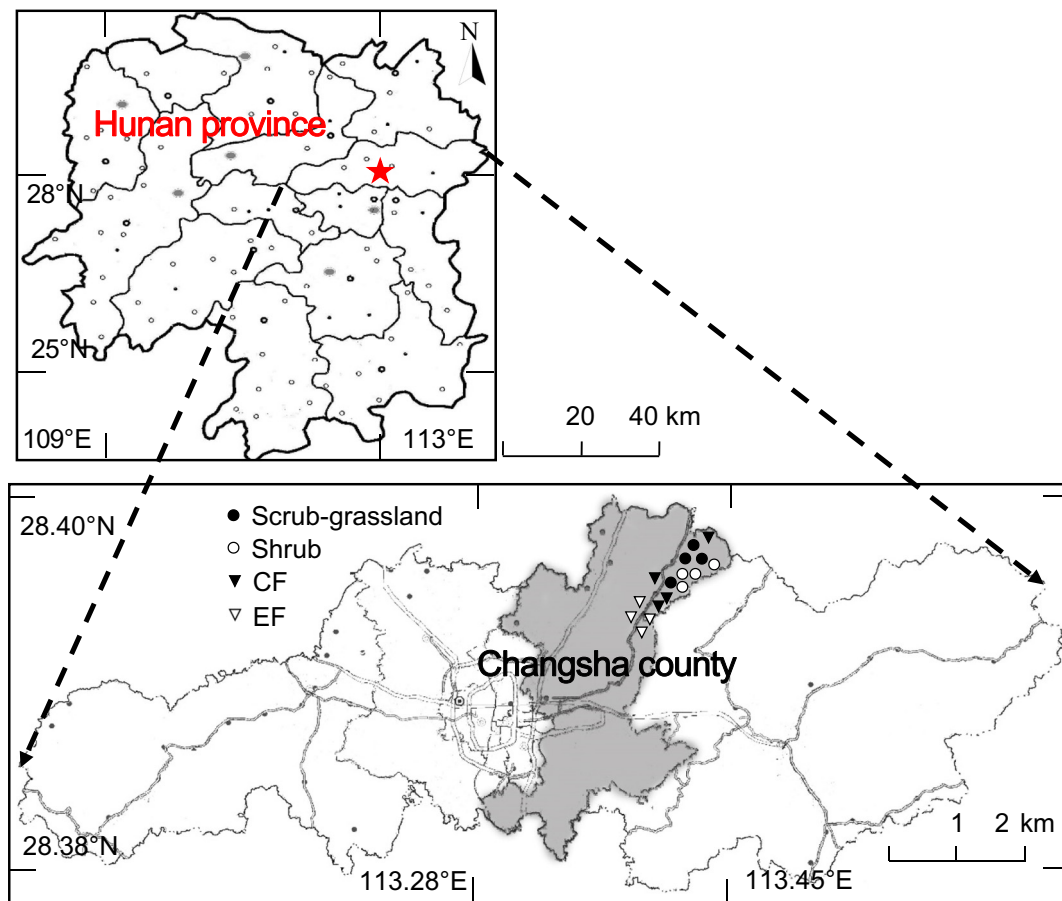 N
Hunan province
28°N
25°N
109°E
113°E
20
40 km
28.40°N
Scrub-grassland
Shrub
CF
EF
Changsha county
28.38°N
1
2 km
113.28°E
113.45°E